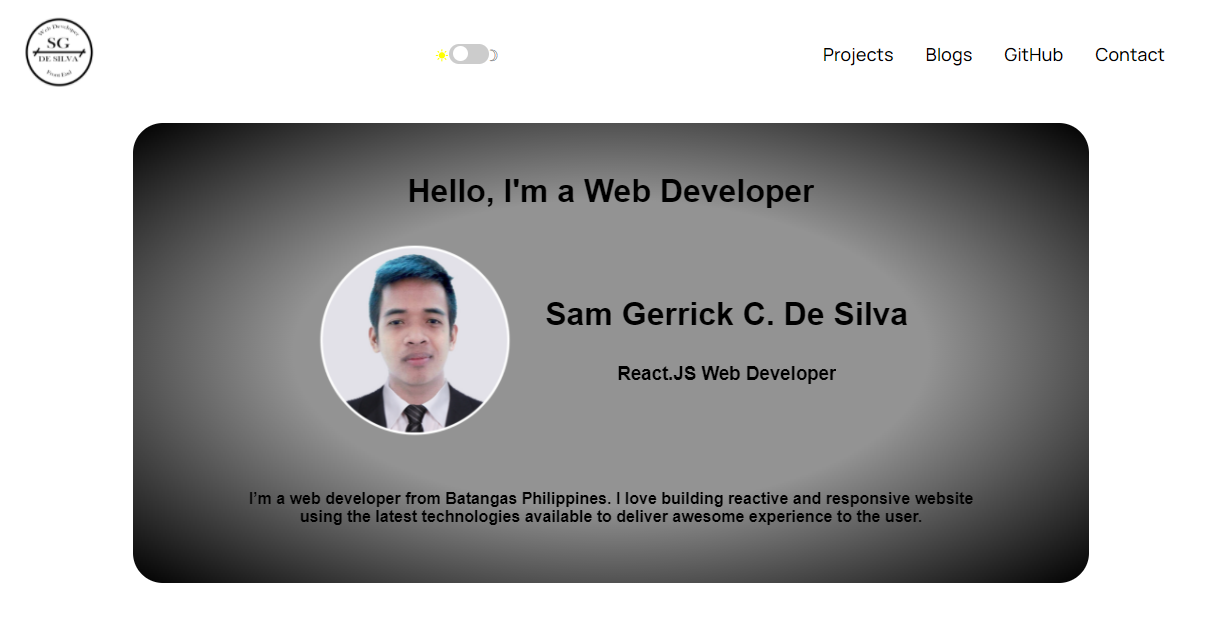 Web Developer
SG
DE SILVA
Front End
Projects Blogs GitHub Contact
Hello, I'm a Web Developer
Sam Gerrick C. De Silva
React.JS Web Developer
I’m a web developer from Batangas Philippines. I love building reactive and responsive website
using the latest technologies available to deliver awesome experience to the user.